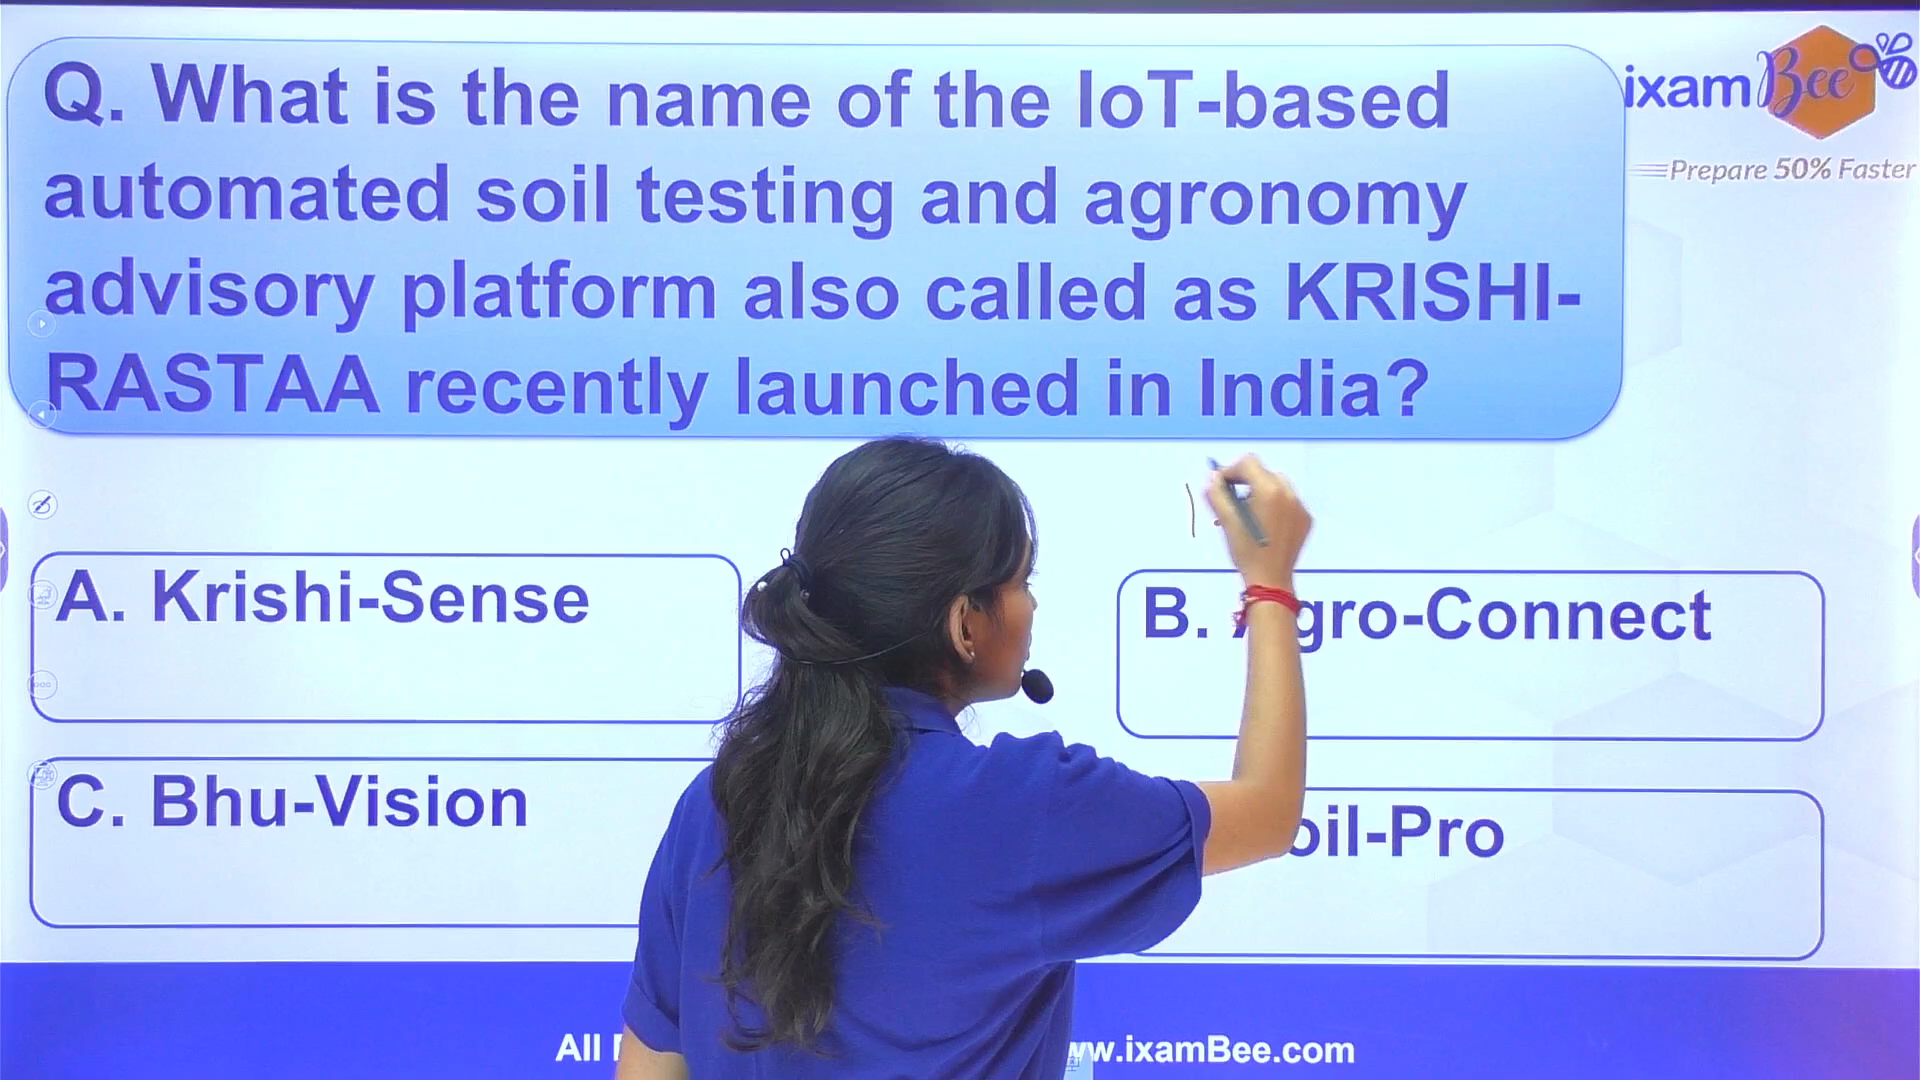 Q. What is the name of the IoT-based
automated soil testing and agronomy
advisory platform also called as KRISHI-
RASTAA recently launched in India?
ixamBee
Prepare 50% Faster
A. Krishi-Sense
B. Agro-Connect
C. Bhu-Vision
oil-Pro
All
ww.ixamBee.com